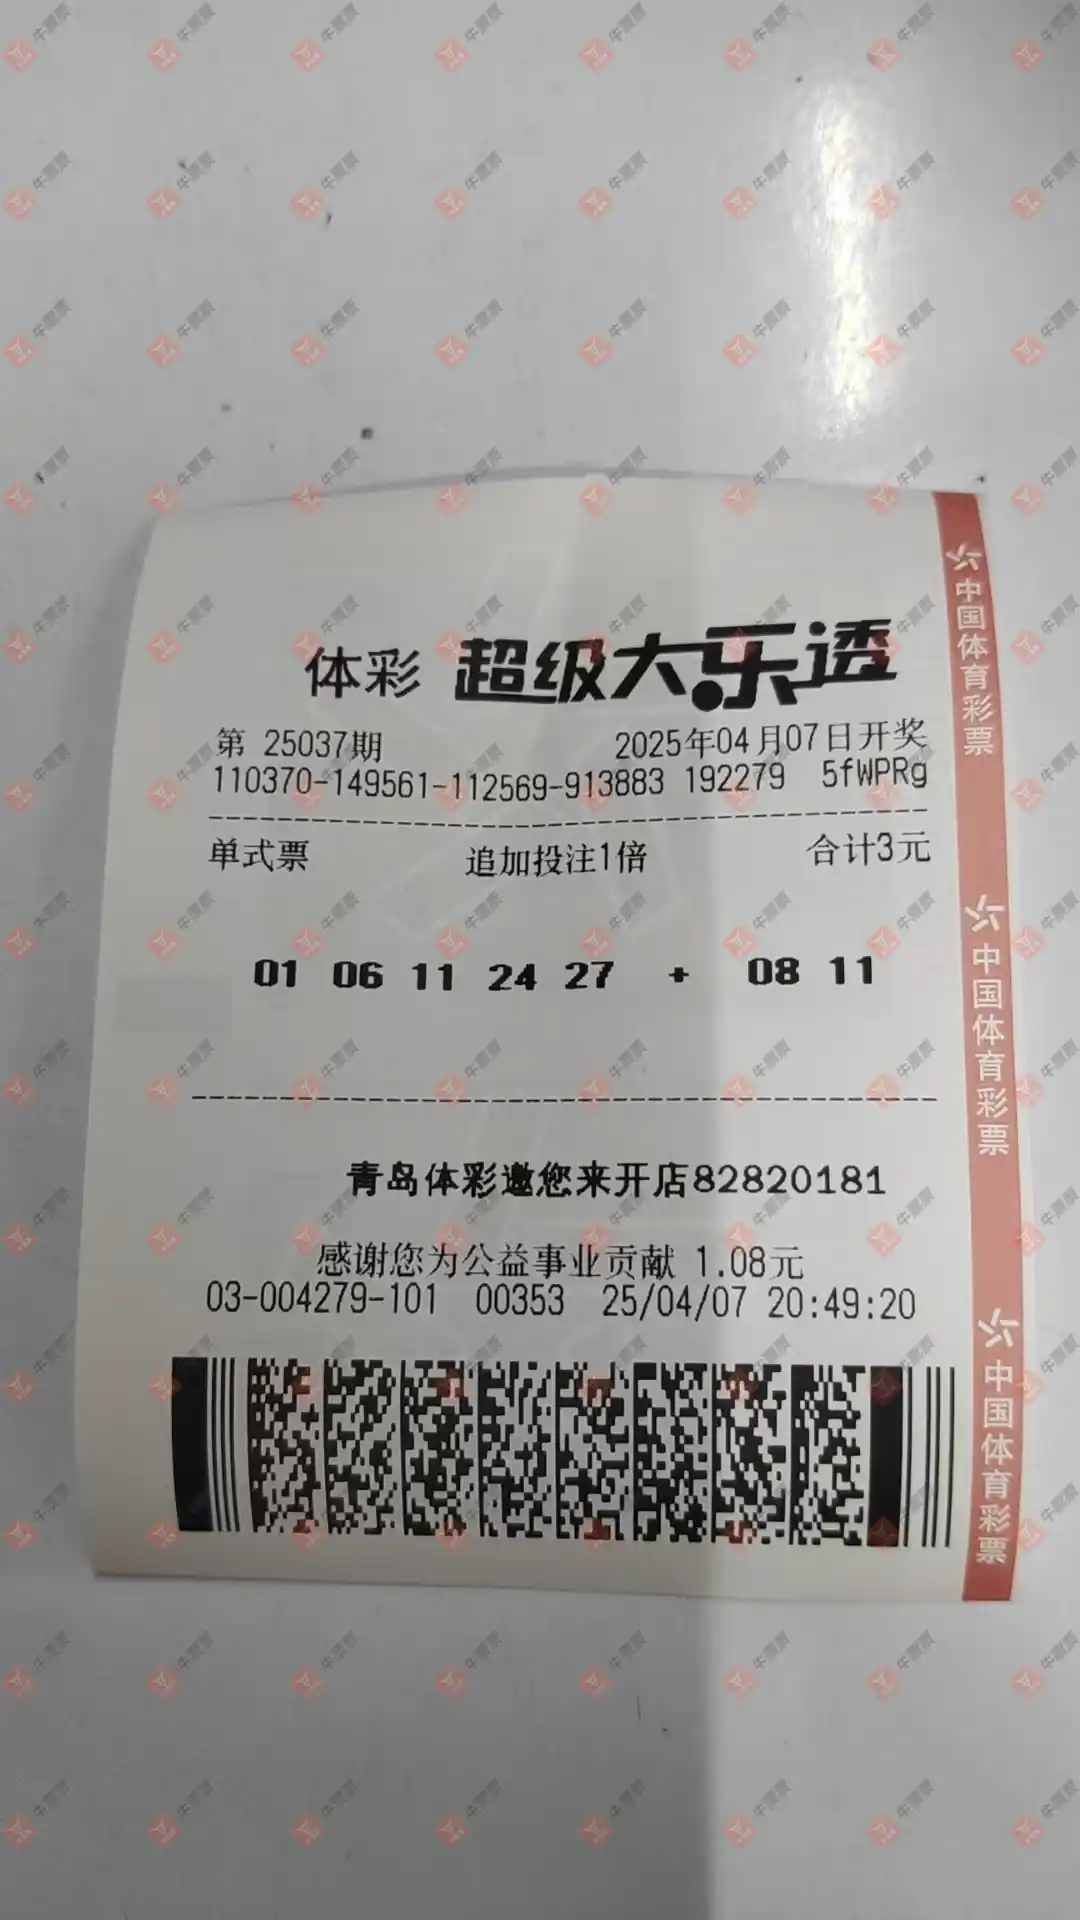 体彩 超级大乐透
第 25037期 2025年04月07日开奖
110370-149561-112569-913883 192279 5fWPRg
单式票 追加投注1倍 合计3元
01 06 11 24 27 + 08 11
青岛体彩邀您来开店82820181
感谢您为公益事业贡献 1.08元
03-004279-101 00353 25/04/07 20:49:20
中国体育彩票
中国体育彩票
中国体育彩票
牛票票